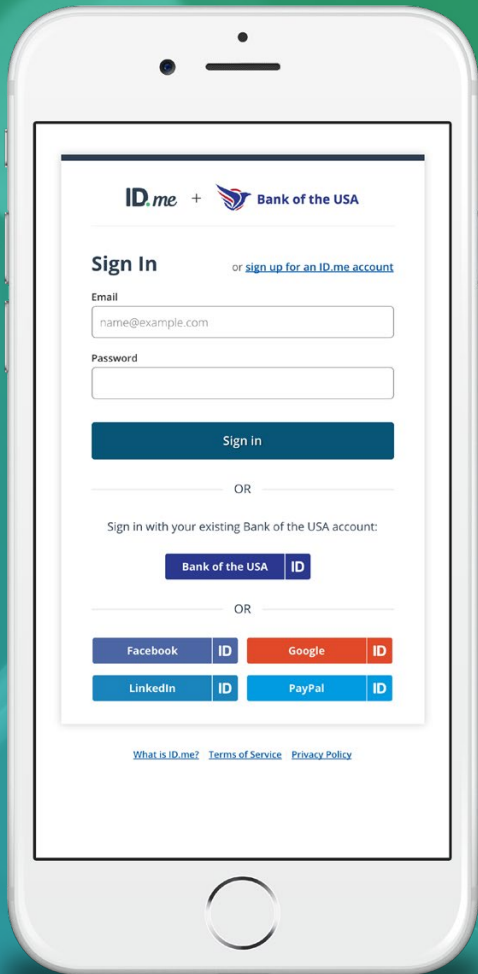 ID.me + Bank of the USA
Sign In or sign up for an ID.me account
Email
name@example.com
Password
Sign in
OR
Sign in with your existing Bank of the USA account:
Bank of the USA ID
OR
Facebook ID Google ID
LinkedIn ID PayPal ID
What is ID.me? Terms of Service Privacy Policy